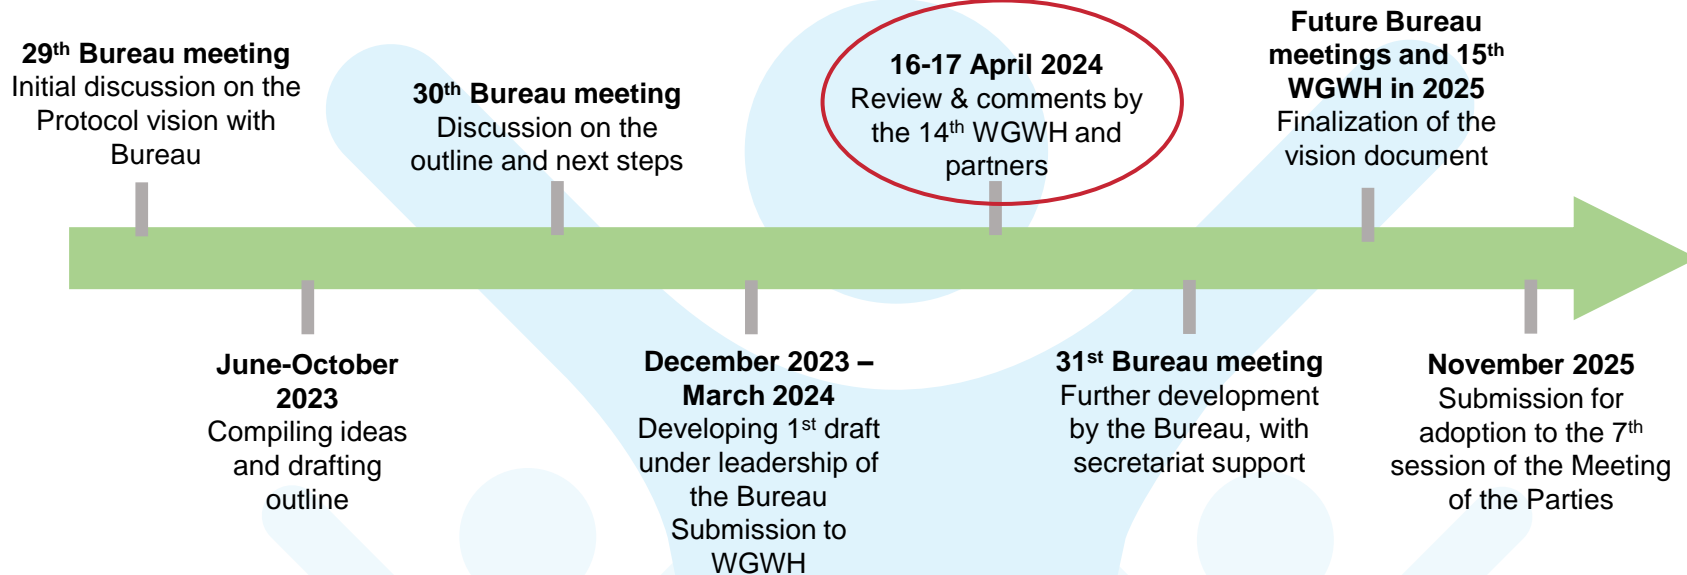 29th Bureau meeting
Initial discussion on the
Protocol vision with
Bureau
30th Bureau meeting
Discussion on the
outline and next steps
16-17 April 2024
Review & comments by
the 14th WGWH and
partners
Future Bureau
meetings and 15th
WGWH in 2025
Finalization of the
vision document
June-October
2023
Compiling ideas
and drafting
outline
December 2023 –
March 2024
Developing 1st draft
under leadership of
the Bureau
Submission to
WGWH
31st Bureau meeting
Further development
by the Bureau, with
secretariat support
November 2025
Submission for
adoption to the 7th
session of the Meeting
of the Parties